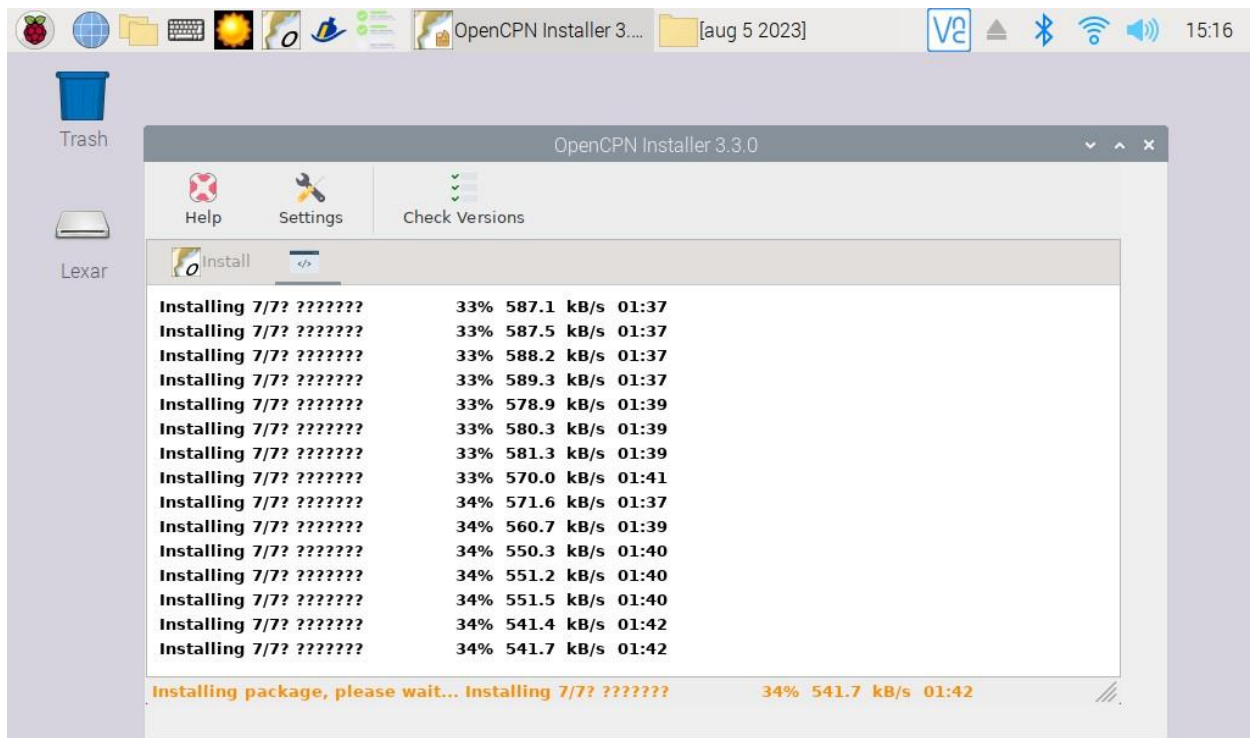 OpenCPN Installer 3.... [aug 5 2023] V2 15:16
Trash
OpenCPN Installer 3.3.0
Help Settings Check Versions
Lexar
Install </>
Installing 7/7? ??????? 33% 587.1 kB/s 01:37
Installing 7/7? ??????? 33% 587.5 kB/s 01:37
Installing 7/7? ??????? 33% 588.2 kB/s 01:37
Installing 7/7? ??????? 33% 589.3 kB/s 01:37
Installing 7/7? ??????? 33% 578.9 kB/s 01:39
Installing 7/7? ??????? 33% 580.3 kB/s 01:39
Installing 7/7? ??????? 33% 581.3 kB/s 01:39
Installing 7/7? ??????? 33% 570.0 kB/s 01:41
Installing 7/7? ??????? 34% 571.6 kB/s 01:37
Installing 7/7? ??????? 34% 560.7 kB/s 01:39
Installing 7/7? ??????? 34% 550.3 kB/s 01:40
Installing 7/7? ??????? 34% 551.2 kB/s 01:40
Installing 7/7? ??????? 34% 551.5 kB/s 01:40
Installing 7/7? ??????? 34% 541.4 kB/s 01:42
Installing 7/7? ??????? 34% 541.7 kB/s 01:42
Installing package, please wait... Installing 7/7? ??????? 34% 541.7 kB/s 01:42